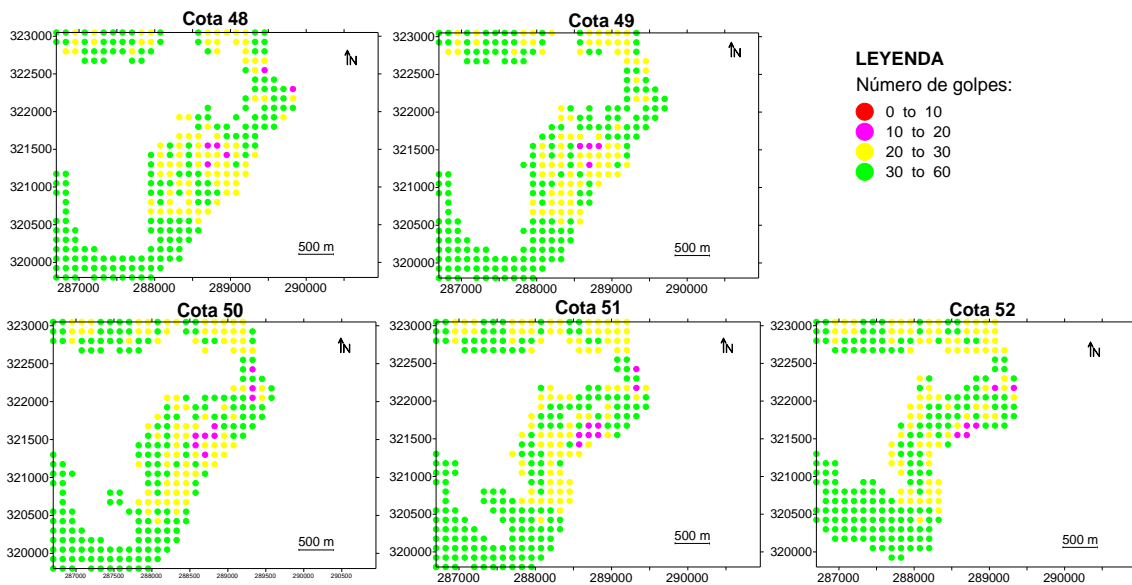 Cota 48
323000
322500
322000
321500
321000
320500
320000
287000
288000
289000
290000
N
500 m
Cota 49
323000
322500
322000
321500
321000
320500
320000
287000
288000
289000
290000
N
500 m
LEYENDA
Número de golpes:
0 to 10
10 to 20
20 to 30
30 to 60
Cota 50
323000
322500
322000
321500
321000
320500
320000
287000
287500
288000
288500
289000
289500
290000
290500
N
500 m
Cota 51
323000
322500
322000
321500
321000
320500
320000
287000
288000
289000
290000
N
500 m
Cota 52
323000
322500
322000
321500
321000
320500
320000
287000
288000
289000
290000
N
500 m